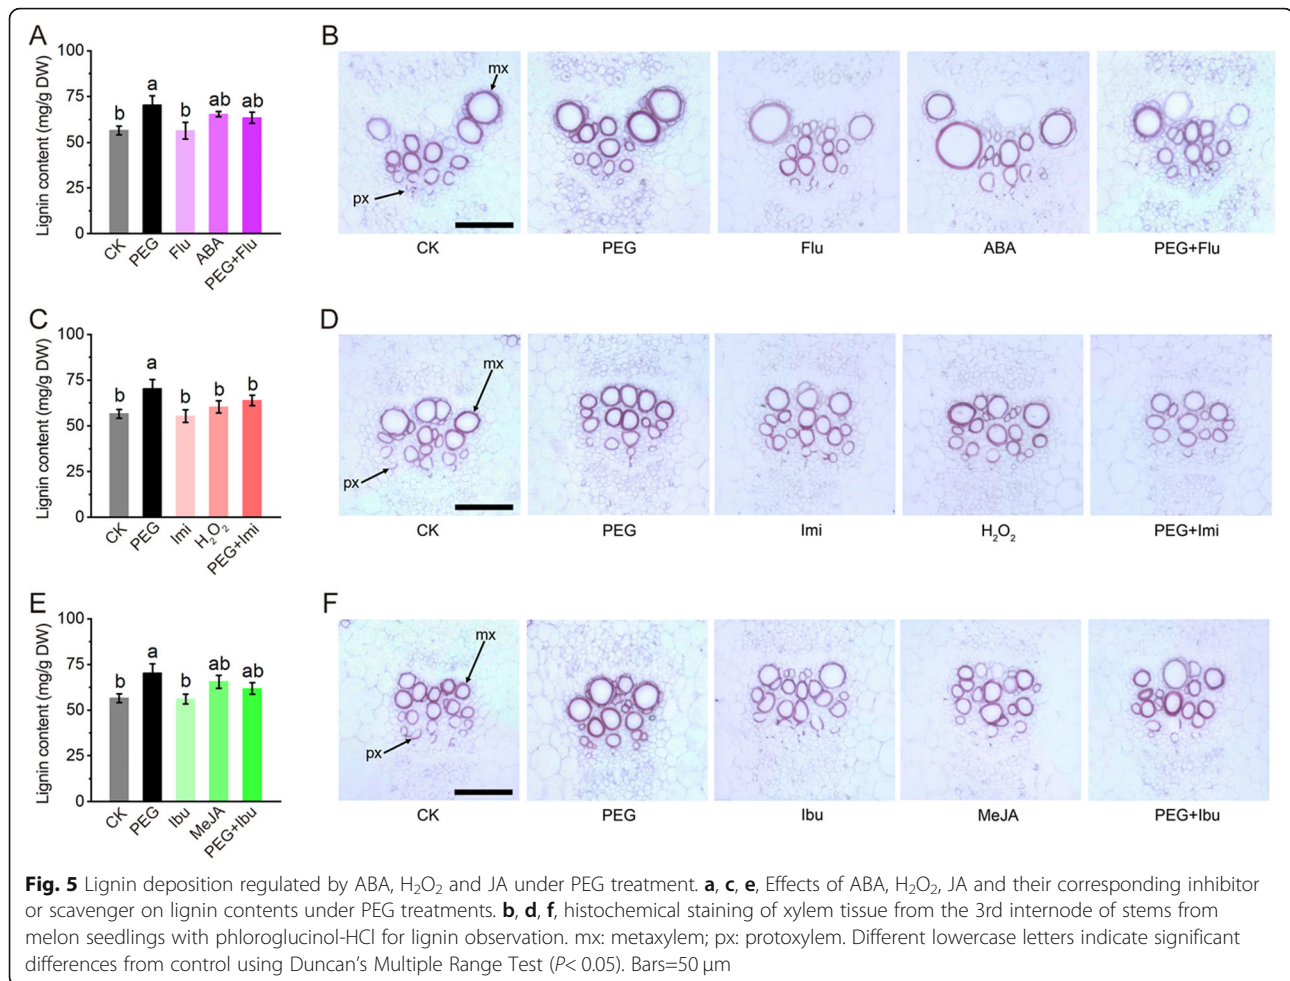 A
B
Lignin content (mg/g DW)
100
75
50
25
0
b
a
b
ab
ab
CK
PEG
Flu
ABA
PEG+Flu
mx
px
CK
PEG
Flu
ABA
PEG+Flu
C
D
Lignin content (mg/g DW)
100
75
50
25
0
b
a
b
b
b
CK
PEG
Imi
H₂O₂
PEG+Imi
mx
px
CK
PEG
Imi
H₂O₂
PEG+Imi
E
F
Lignin content (mg/g DW)
100
75
50
25
0
b
a
b
ab
ab
CK
PEG
Ibu
MeJA
PEG+Ibu
mx
px
CK
PEG
Ibu
MeJA
PEG+Ibu
Fig. 5 Lignin deposition regulated by ABA, H₂O₂ and JA under PEG treatment. a, c, e, Effects of ABA, H₂O₂, JA and their corresponding inhibitor
or scavenger on lignin contents under PEG treatments. b, d, f, histochemical staining of xylem tissue from the 3rd internode of stems from
melon seedlings with phloroglucinol-HCl for lignin observation. mx: metaxylem; px: protoxylem. Different lowercase letters indicate significant
differences from control using Duncan's Multiple Range Test (P< 0.05). Bars=50 μm